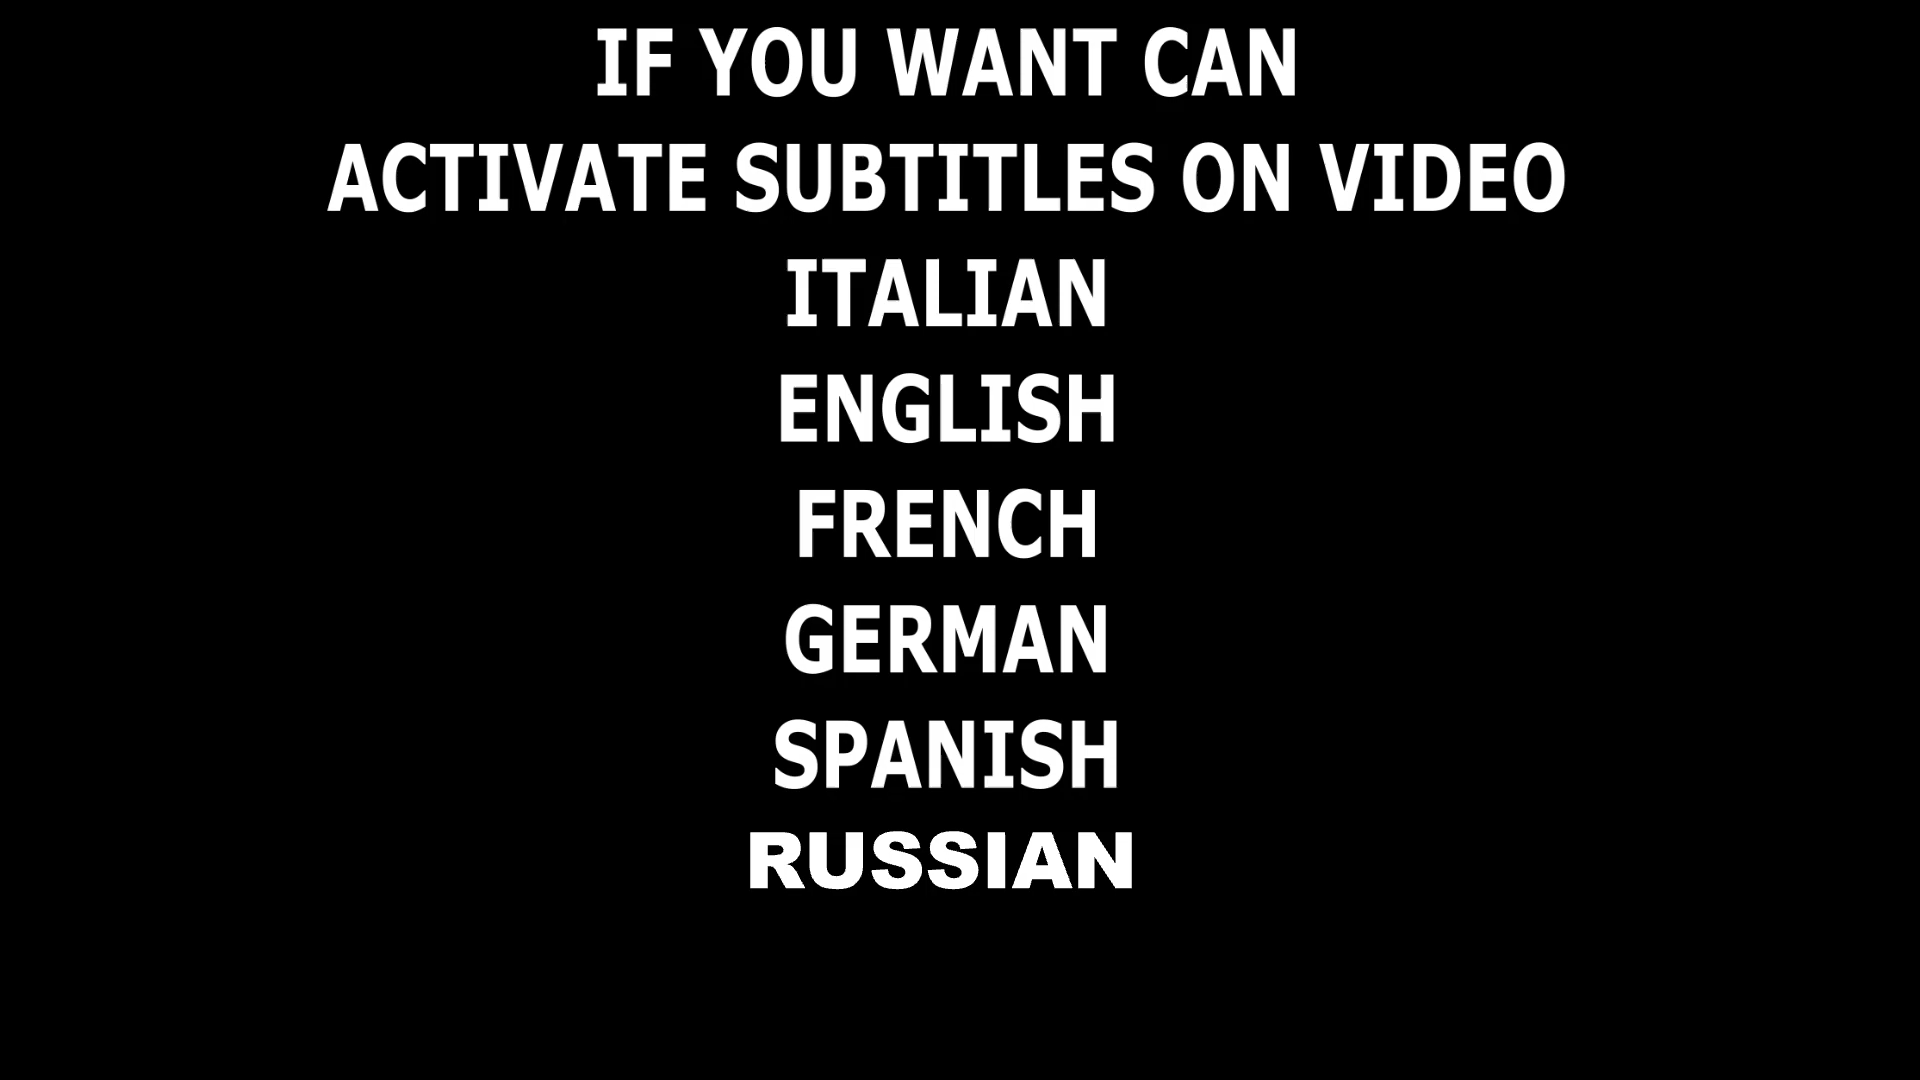 IF YOU WANT CAN
ACTIVATE SUBTITLES ON VIDEO
ITALIAN
ENGLISH
FRENCH
GERMAN
SPANISH
RUSSIAN